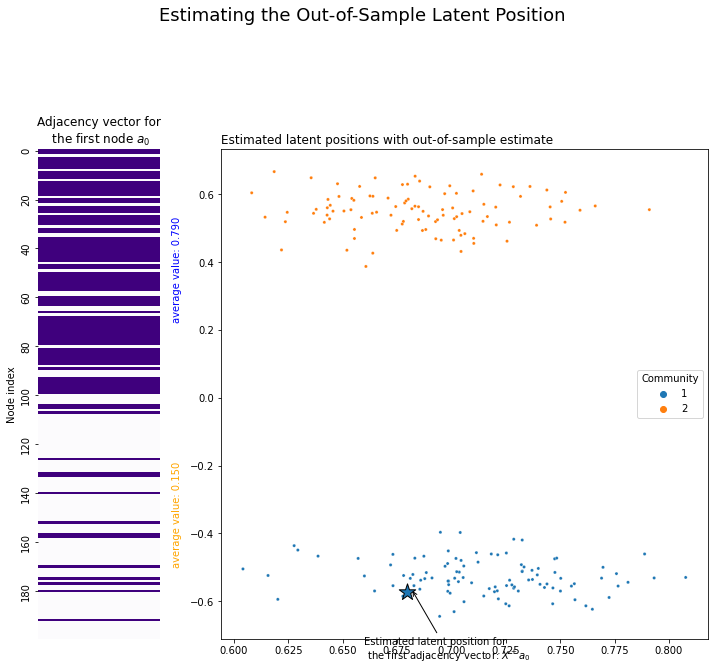 Estimating the Out-of-Sample Latent Position
Adjacency vector for
the first node a₀
Estimated latent positions with out-of-sample estimate
Node index
0
20
40
60
80
100
120
140
160
180
average value: 0.790
average value: 0.150
0.6
0.4
0.2
0.0
−0.2
−0.4
−0.6
Community
1
2
0.600
0.625
0.650
0.675
0.700
0.725
0.750
0.775
0.800
Estimated latent position for
the first adjacency vector: